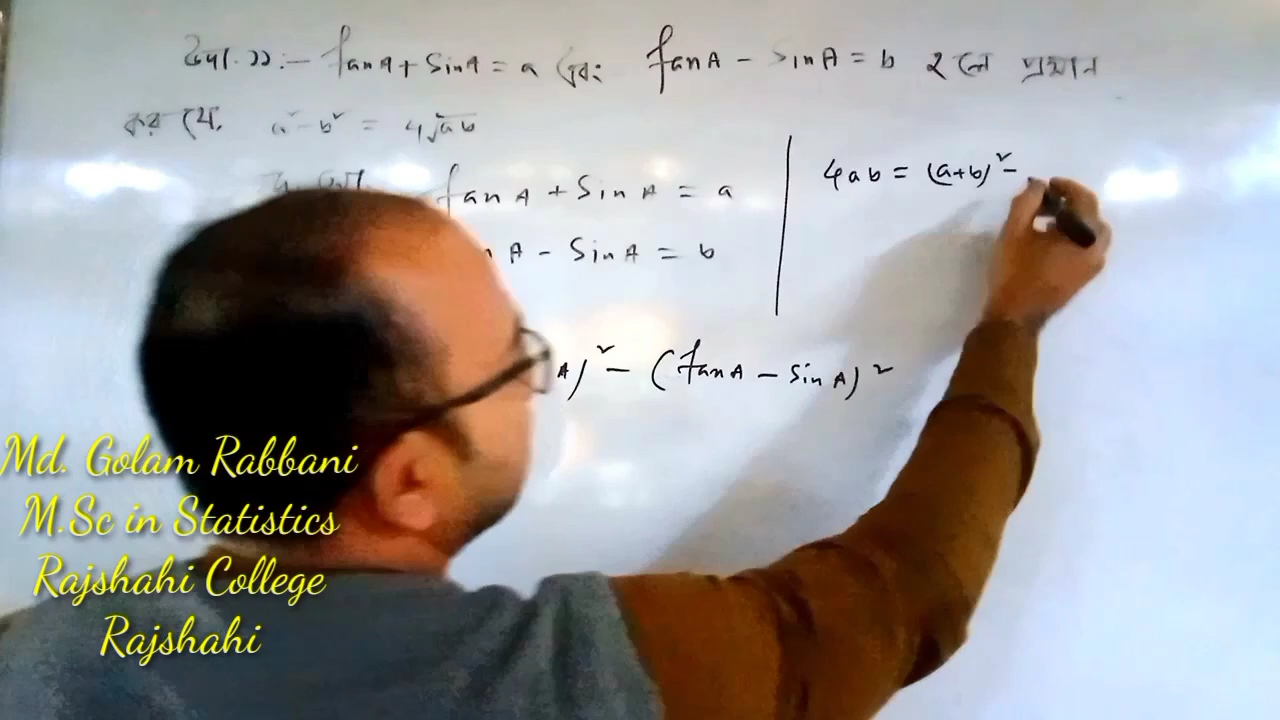 উদা. ১১:- tanA + sinA = a এবং tanA - sinA = b হলে প্রমান
কর যে, a² - b² = 4√ab
tanA + sinA = a
A - sinA = b
A)² - (tanA - sinA)²
4ab = (a+b)² -
Md. Golam Rabbani
M.Sc in Statistics
Rajshahi College
Rajshahi